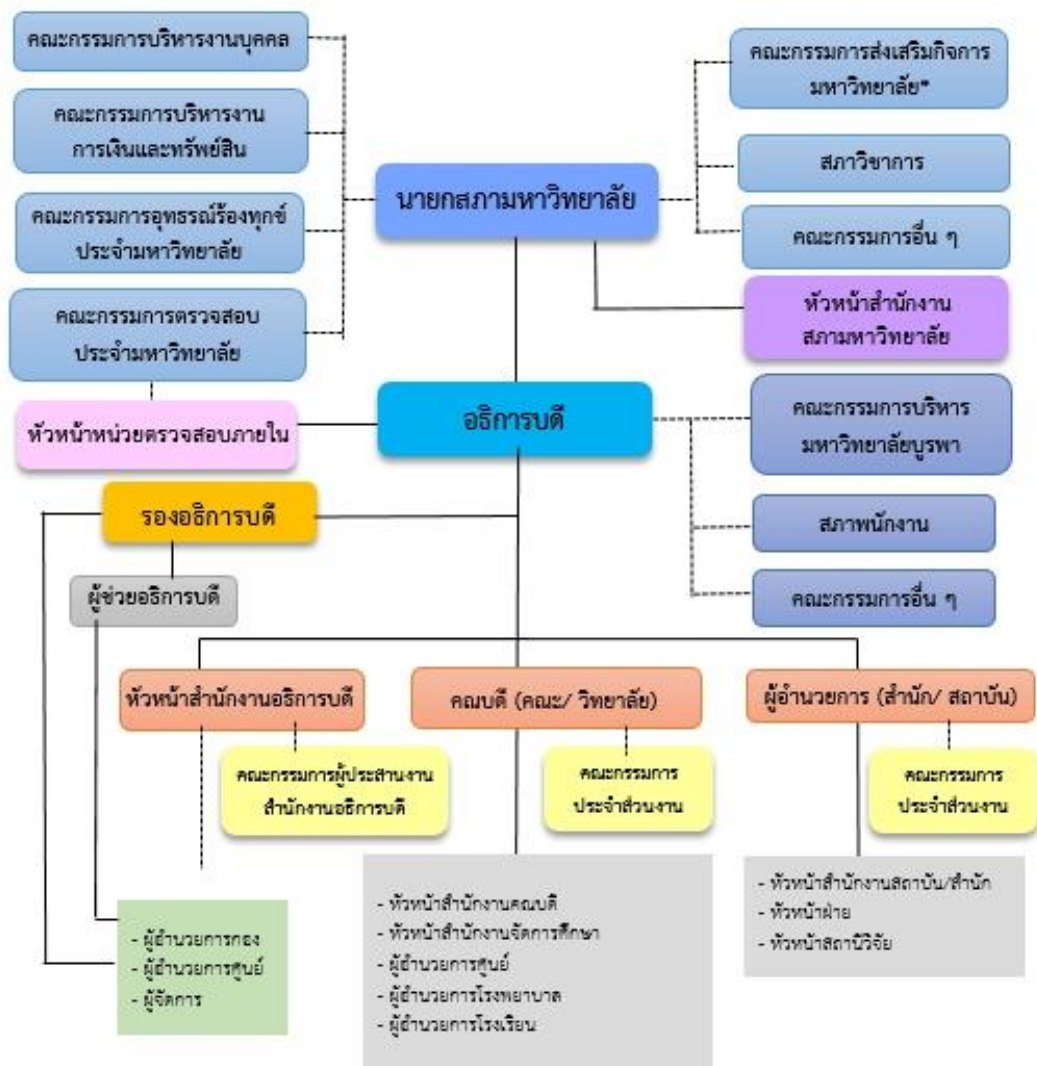 คณะกรรมการบริหารงานบุคคล
คณะกรรมการส่งเสริมกิจการ
มหาวิทยาลัย*
คณะกรรมการบริหารงาน
การเงินและทรัพย์สิน
สภาวิชาการ
นายกสภามหาวิทยาลัย
คณะกรรมการอุทธรณ์ร้องทุกข์
ประจำมหาวิทยาลัย
คณะกรรมการอื่น ๆ
คณะกรรมการตรวจสอบ
ประจำมหาวิทยาลัย
หัวหน้าสำนักงาน
สภามหาวิทยาลัย
หัวหน้าหน่วยตรวจสอบภายใน
อธิการบดี
คณะกรรมการบริหาร
มหาวิทยาลัยบูรพา
รองอธิการบดี
สภาพนักงาน
ผู้ช่วยอธิการบดี
คณะกรรมการอื่น ๆ
หัวหน้าสำนักงานอธิการบดี
คณบดี (คณะ/ วิทยาลัย)
ผู้อำนวยการ (สำนัก/ สถาบัน)
คณะกรรมการผู้ประสานงาน
สำนักงานอธิการบดี
คณะกรรมการ
ประจำส่วนงาน
คณะกรรมการ
ประจำส่วนงาน
- ผู้อำนวยการกอง
- ผู้อำนวยการศูนย์
- ผู้จัดการ
- หัวหน้าสำนักงานคณบดี
- หัวหน้าสำนักงานจัดการศึกษา
- ผู้อำนวยการศูนย์
- ผู้อำนวยการโรงพยาบาล
- ผู้อำนวยการโรงเรียน
- หัวหน้าสำนักงานสถาบัน/สำนัก
- หัวหน้าฝ่าย
- หัวหน้าสถานีวิจัย